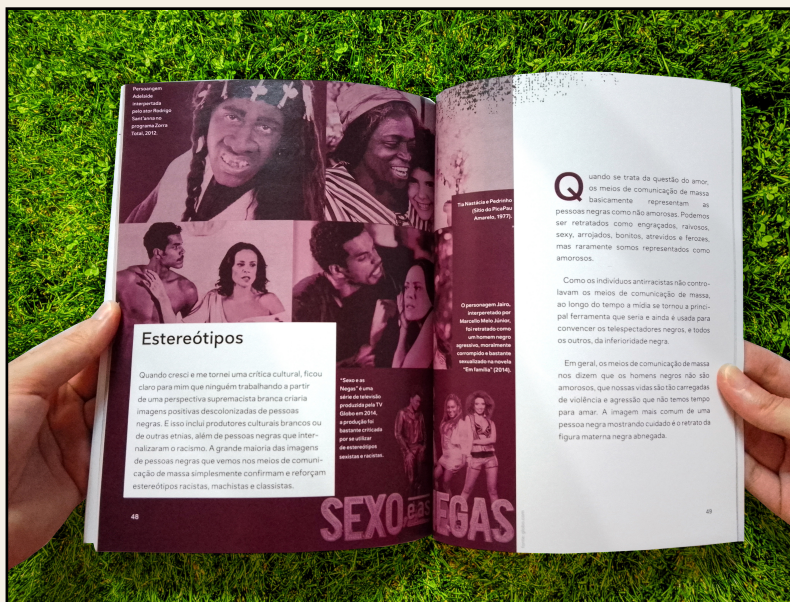 Persoangem
Adelaide
interpertada
pelo ator Rodrigo
Sant'anna no
programa Zorra
Total, 2012.
Estereótipos
Quando cresci e me tornei uma crítica cultural, ficou
claro para mim que ninguém trabalhando a partir
de uma perspectiva supremacista branca criaria
imagens positivas descolonizadas de pessoas
negras. E isso inclui produtores culturais brancos ou
de outras etnias, além de pessoas negras que inter-
nalizaram o racismo. A grande maioria das imagens
de pessoas negras que vemos nos meios de comuni-
cação de massa simplesmente confirmam e reforçam
estereótipos racistas, machistas e classistas.
48
"Sexo e as
Negas" é uma
série de televisão
produzida pela TV
Globo em 2014,
a produção foi
bastante criticada
por se utilizar
de estereótipos
sexistas e racistas.
SEXO e as EGAS
Tia Nastácia e Pedrinho
(Sítio do PicaPau
Amarelo, 1977).
O personagem Jairo,
interpretado por
Marcello Melo Júnior,
foi retratado como
um homem negro
agressivo, moralmente
corrompido e bastante
sexualizado na novela
"Em família" (2014).
Quando se trata da questão do amor,
os meios de comunicação de massa
basicamente representam as
pessoas negras como não amorosas. Podemos
ser retratados como engraçados, raivosos,
sexy, arrojados, bonitos, atrevidos e ferozes,
mas raramente somos representados como
amorosos.
Como os indivíduos antirracistas não contro-
lavam os meios de comunicação de massa,
ao longo do tempo a mídia se tornou a princi-
pal ferramenta que seria e ainda é usada para
convencer os telespectadores negros, e todos
os outros, da inferioridade negra.
Em geral, os meios de comunicação de massa
nos dizem que os homens negros não são
amorosos, que nossas vidas são tão carregadas
de violência e agressão que não temos tempo
para amar. A imagem mais comum de uma
pessoa negra mostrando cuidado é o retrato da
figura materna negra abnegada.
48